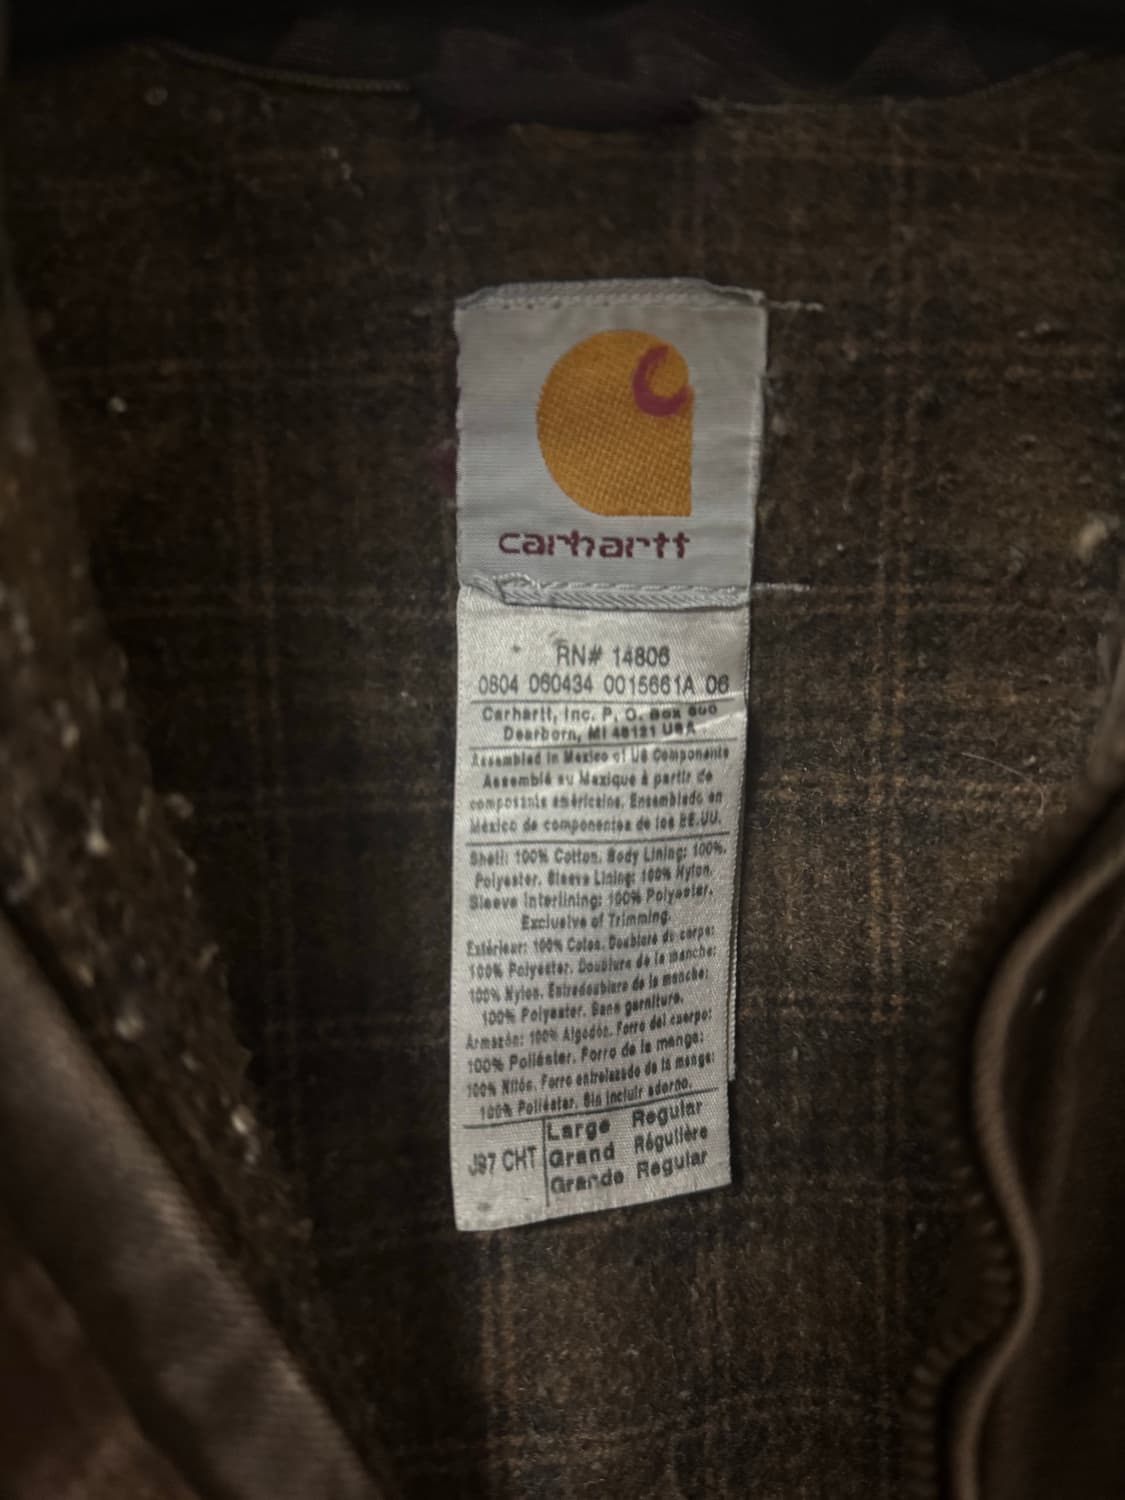 carhartt
RN# 14806
0804 060434 0015661A 06
Carhartt, Inc. P. O. Box 600
Dearborn, MI 48121 USA
Assembled in Mexico of US Components
Assemblé au Mexique à partir de
composants américains. Ensamblado en
México de componentes de los EE.UU.
Shell: 100% Cotton. Body Lining: 100%.
Polyester. Sleeve Lining: 100% Nylon.
Sleeve Interlining: 100% Polyester.
Exclusive of Trimming.
Extérieur: 100% Coton. Doublure du corps:
100% Polyester. Doublure de la manche:
100% Nylon. Entredoublure de la manche:
100% Polyester. Sans garniture.
Armazón: 100% Algodón. Forro del cuerpo:
100% Poliéster. Forro de la manga:
100% Nilón. Forro entrelazado de la manga:
100% Poliéster. Sin incluir adorno.
J97 CHT
Large Regular
Grand Régulière
Grande Regular